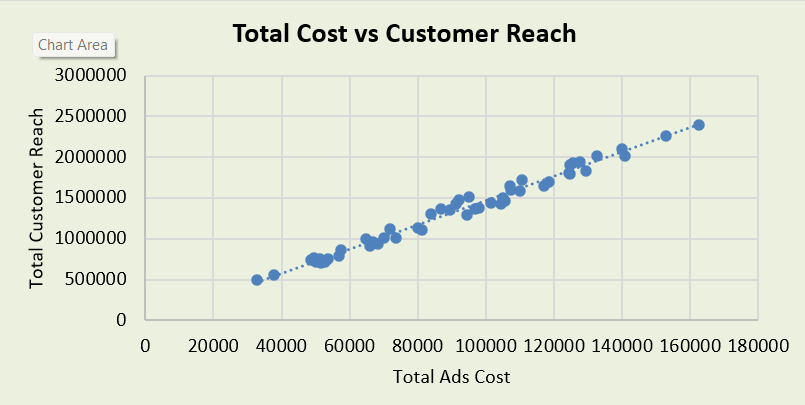 Total Cost vs Customer Reach
Chart Area
3000000
2500000
2000000
1500000
1000000
500000
0
Total Customer Reach
0 20000 40000 60000 80000 100000 120000 140000 160000 180000
Total Ads Cost